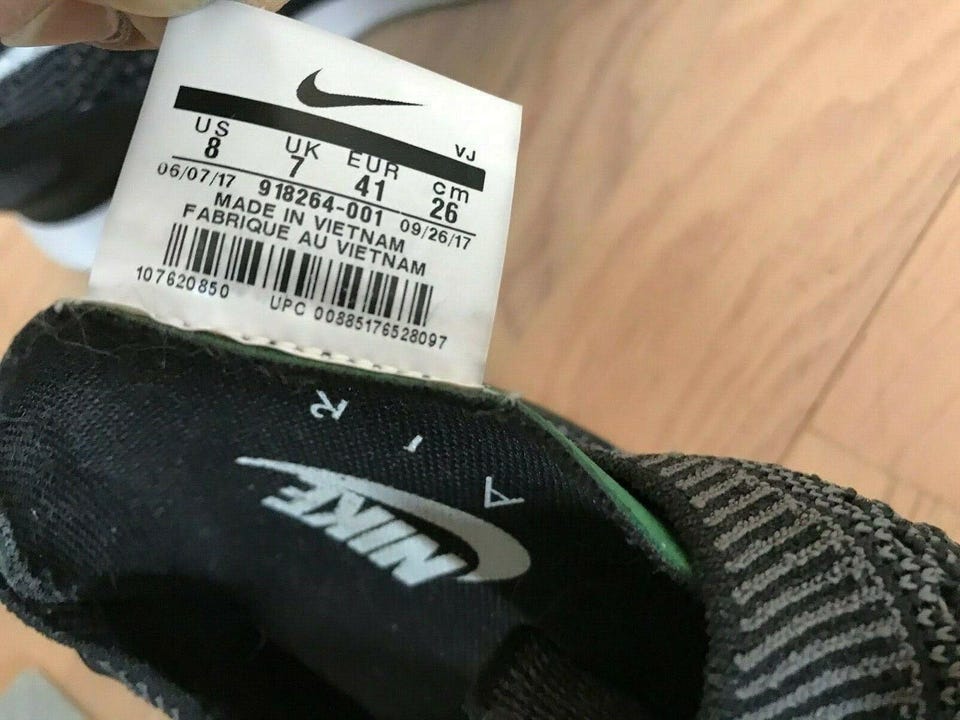 VJ
US UK EUR cm
8 7 41 26
06/07/17 918264-001 09/26/17
MADE IN VIETNAM
FABRIQUE AU VIETNAM
107620850 UPC 00885176528097
AIR
NIKE